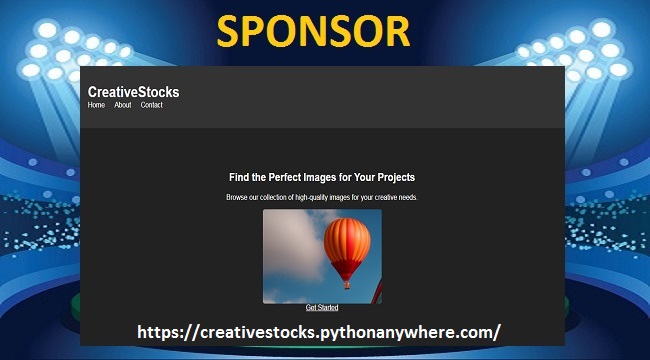 SPONSOR
CreativeStocks
Home About Contact
Find the Perfect Images for Your Projects
Browse our collection of high-quality images for your creative needs.
Get Started
https://creativestocks.pythonanywhere.com/